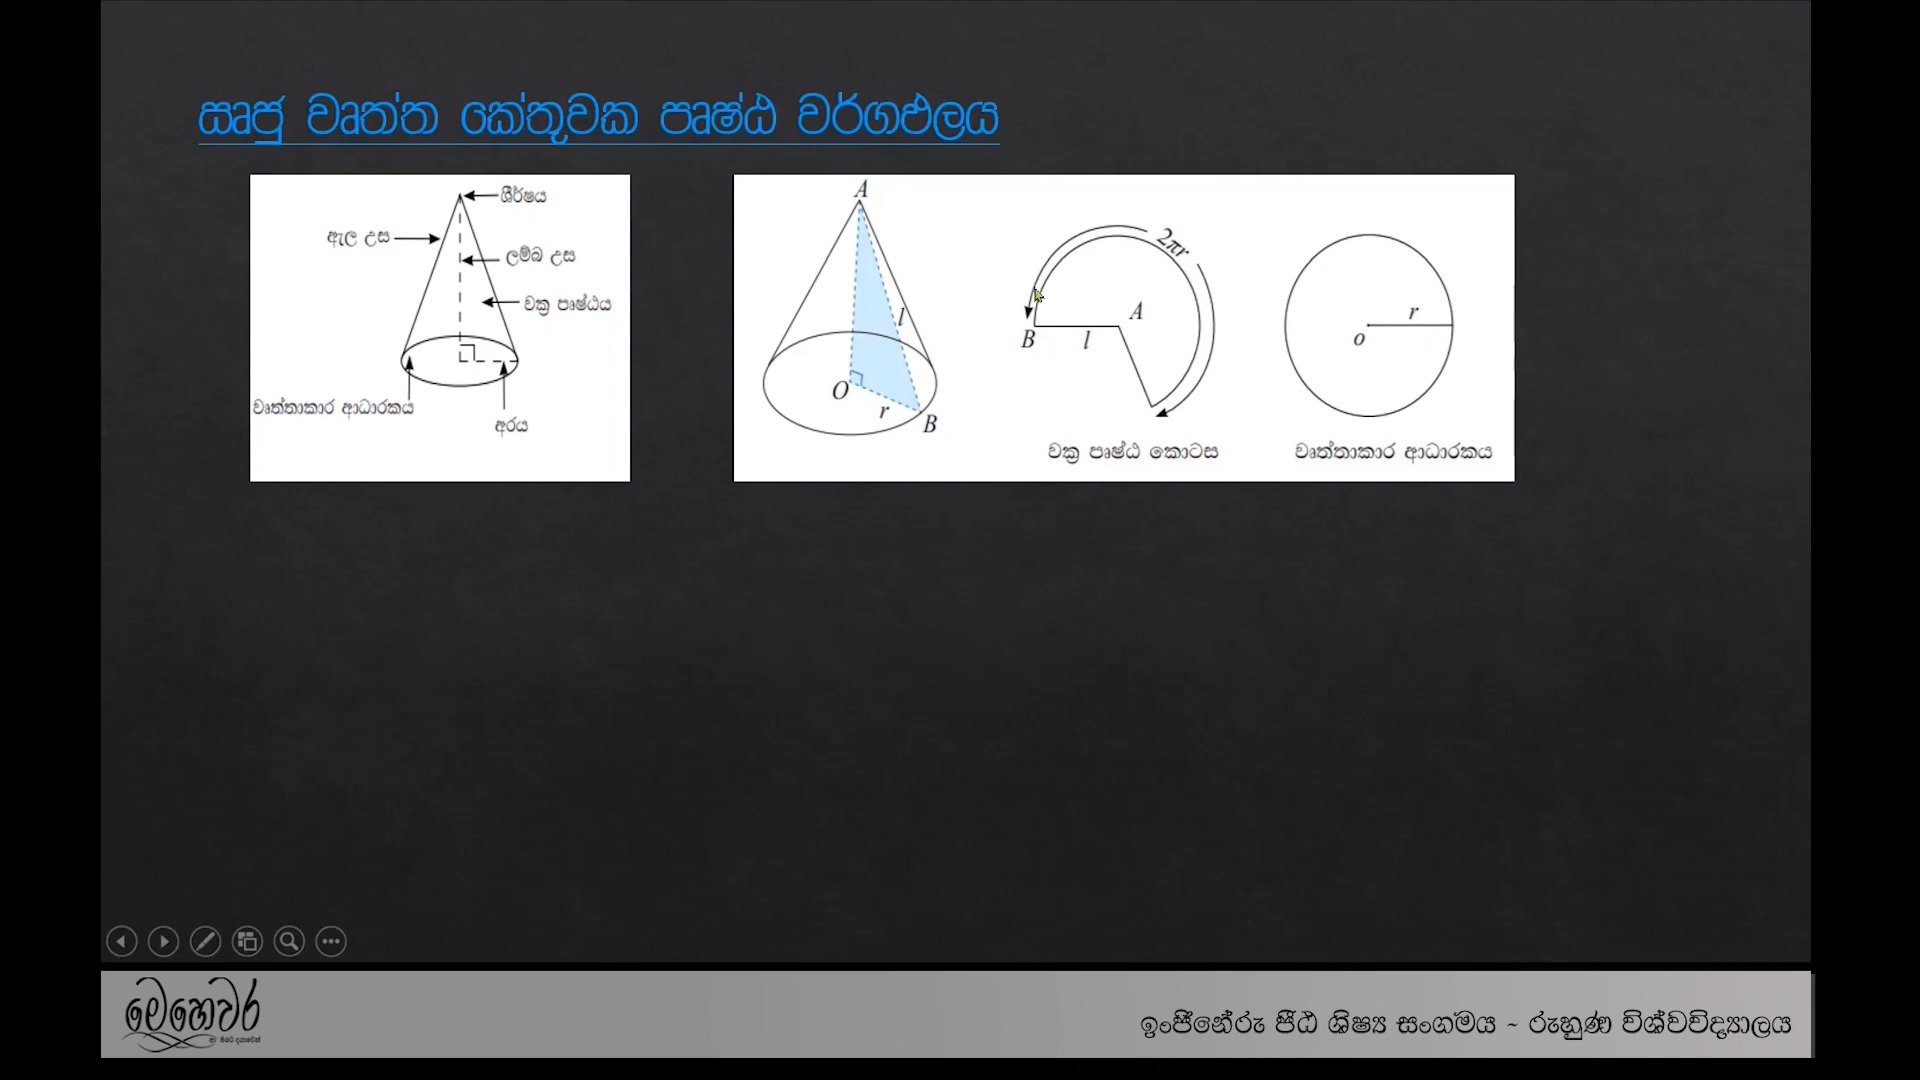 සෘජු වෘත්ත කේතුවක පෘෂ්ඨ වර්ගඵලය
ශීර්ෂය
ඇල උස
ලම්බ උස
වක්‍ර පෘෂ්ඨය
වෘත්තාකාර ආධාරකය
අරය
A
l
O
r
B
2πr
A
B
l
වක්‍ර පෘෂ්ඨ කොටස
r
o
වෘත්තාකාර ආධාරකය
මෙහෙවර
ඉංජිනේරු පීඨ ශිෂ්‍ය සංගමය ~ රුහුණ විශ්වවිද්‍යාලය